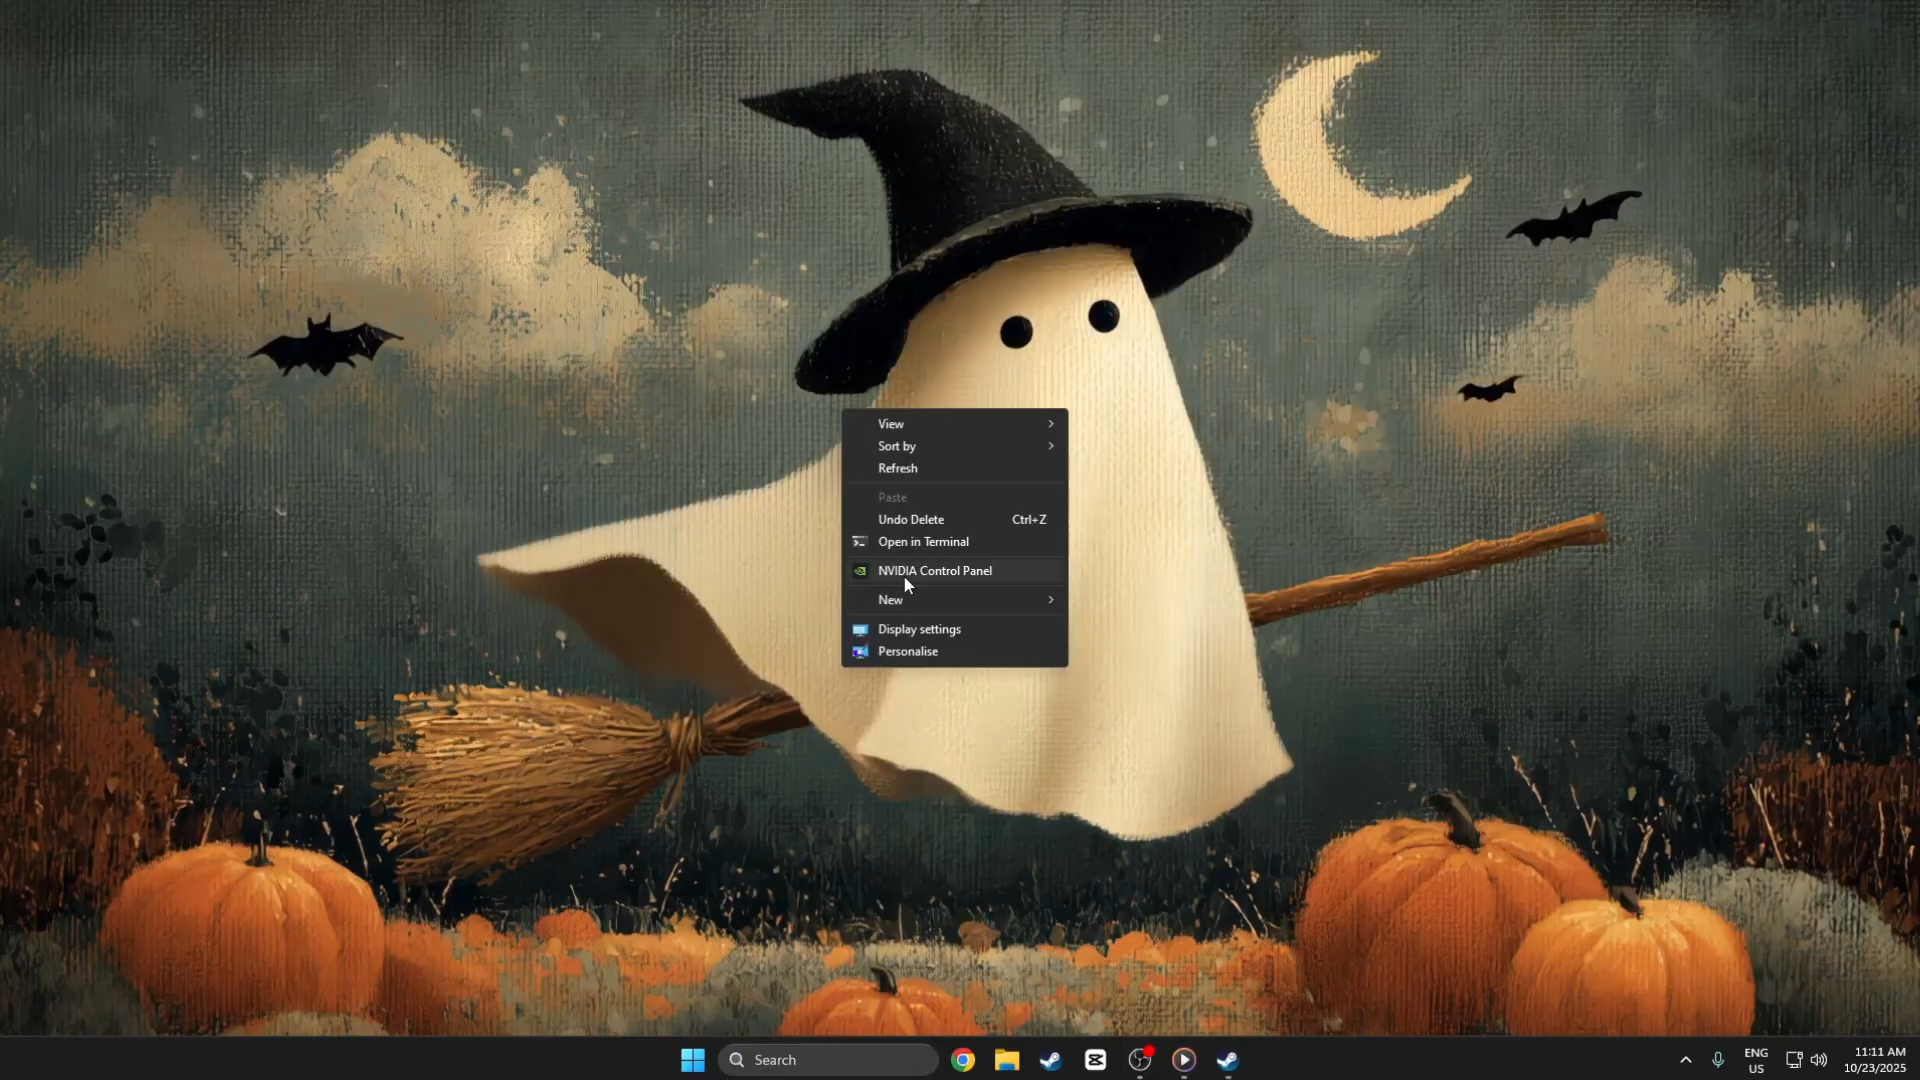 View
Sort by
Refresh
Paste
Undo Delete Ctrl+Z
Open in Terminal
NVIDIA Control Panel
New
Display settings
Personalise
Search
ENG
US
11:11 AM
10/23/2025